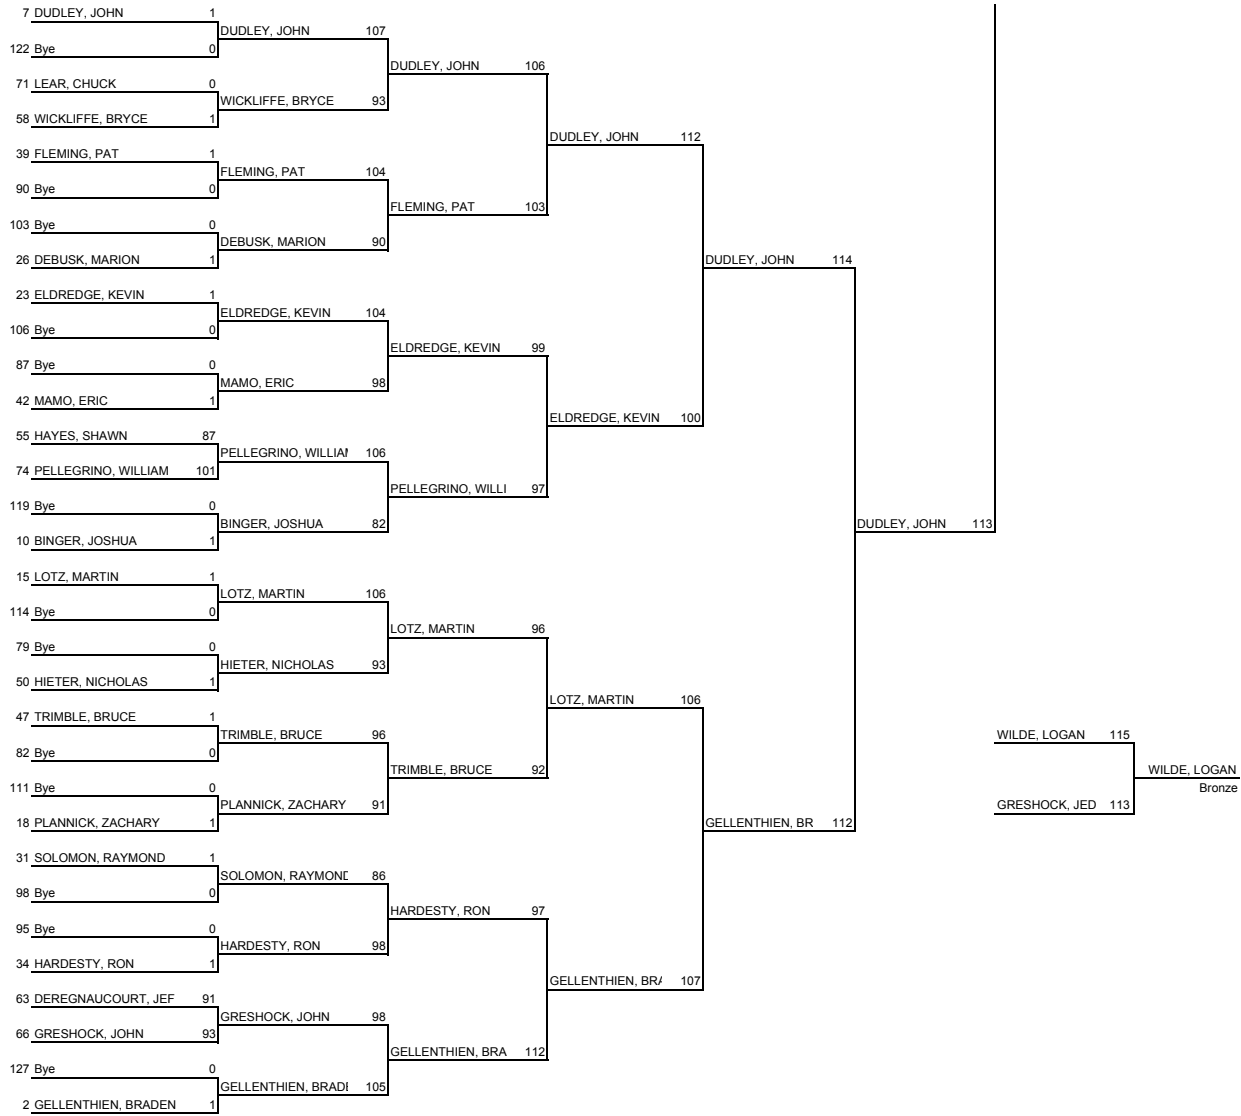 7 DUDLEY, JOHN 1
DUDLEY, JOHN 107
122 Bye 0
DUDLEY, JOHN 106
71 LEAR, CHUCK 0
WICKLIFFE, BRYCE 93
58 WICKLIFFE, BRYCE 1
DUDLEY, JOHN 112
39 FLEMING, PAT 1
FLEMING, PAT 104
90 Bye 0
FLEMING, PAT 103
103 Bye 0
DEBUSK, MARION 90
26 DEBUSK, MARION 1
DUDLEY, JOHN 114
23 ELDREDGE, KEVIN 1
ELDREDGE, KEVIN 104
106 Bye 0
ELDREDGE, KEVIN 99
87 Bye 0
MAMO, ERIC 98
42 MAMO, ERIC 1
ELDREDGE, KEVIN 100
55 HAYES, SHAWN 87
PELLEGRINO, WILLIA 106
74 PELLEGRINO, WILLIAM 101
PELLEGRINO, WILLI 97
119 Bye 0
BINGER, JOSHUA 82
DUDLEY, JOHN 113
10 BINGER, JOSHUA 1
15 LOTZ, MARTIN 1
LOTZ, MARTIN 106
114 Bye 0
LOTZ, MARTIN 96
79 Bye 0
HIETER, NICHOLAS 93
50 HIETER, NICHOLAS 1
LOTZ, MARTIN 106
47 TRIMBLE, BRUCE 1
TRIMBLE, BRUCE 96
WILDE, LOGAN 115
82 Bye 0
TRIMBLE, BRUCE 92
WILDE, LOGAN
111 Bye 0
Bronze
PLANNICK, ZACHARY 91
GRESHOCK, JED 113
18 PLANNICK, ZACHARY 1
GELLENTHIEN, BR 112
31 SOLOMON, RAYMOND 1
SOLOMON, RAYMOND 86
98 Bye 0
HARDESTY, RON 97
95 Bye 0
HARDESTY, RON 98
34 HARDESTY, RON 1
GELLENTHIEN, BRA 107
63 DEREGNAUCOURT, JEF 91
GRESHOCK, JOHN 98
66 GRESHOCK, JOHN 93
GELLENTHIEN, BRA 112
127 Bye 0
GELLENTHIEN, BRADE 105
2 GELLENTHIEN, BRADEN 1